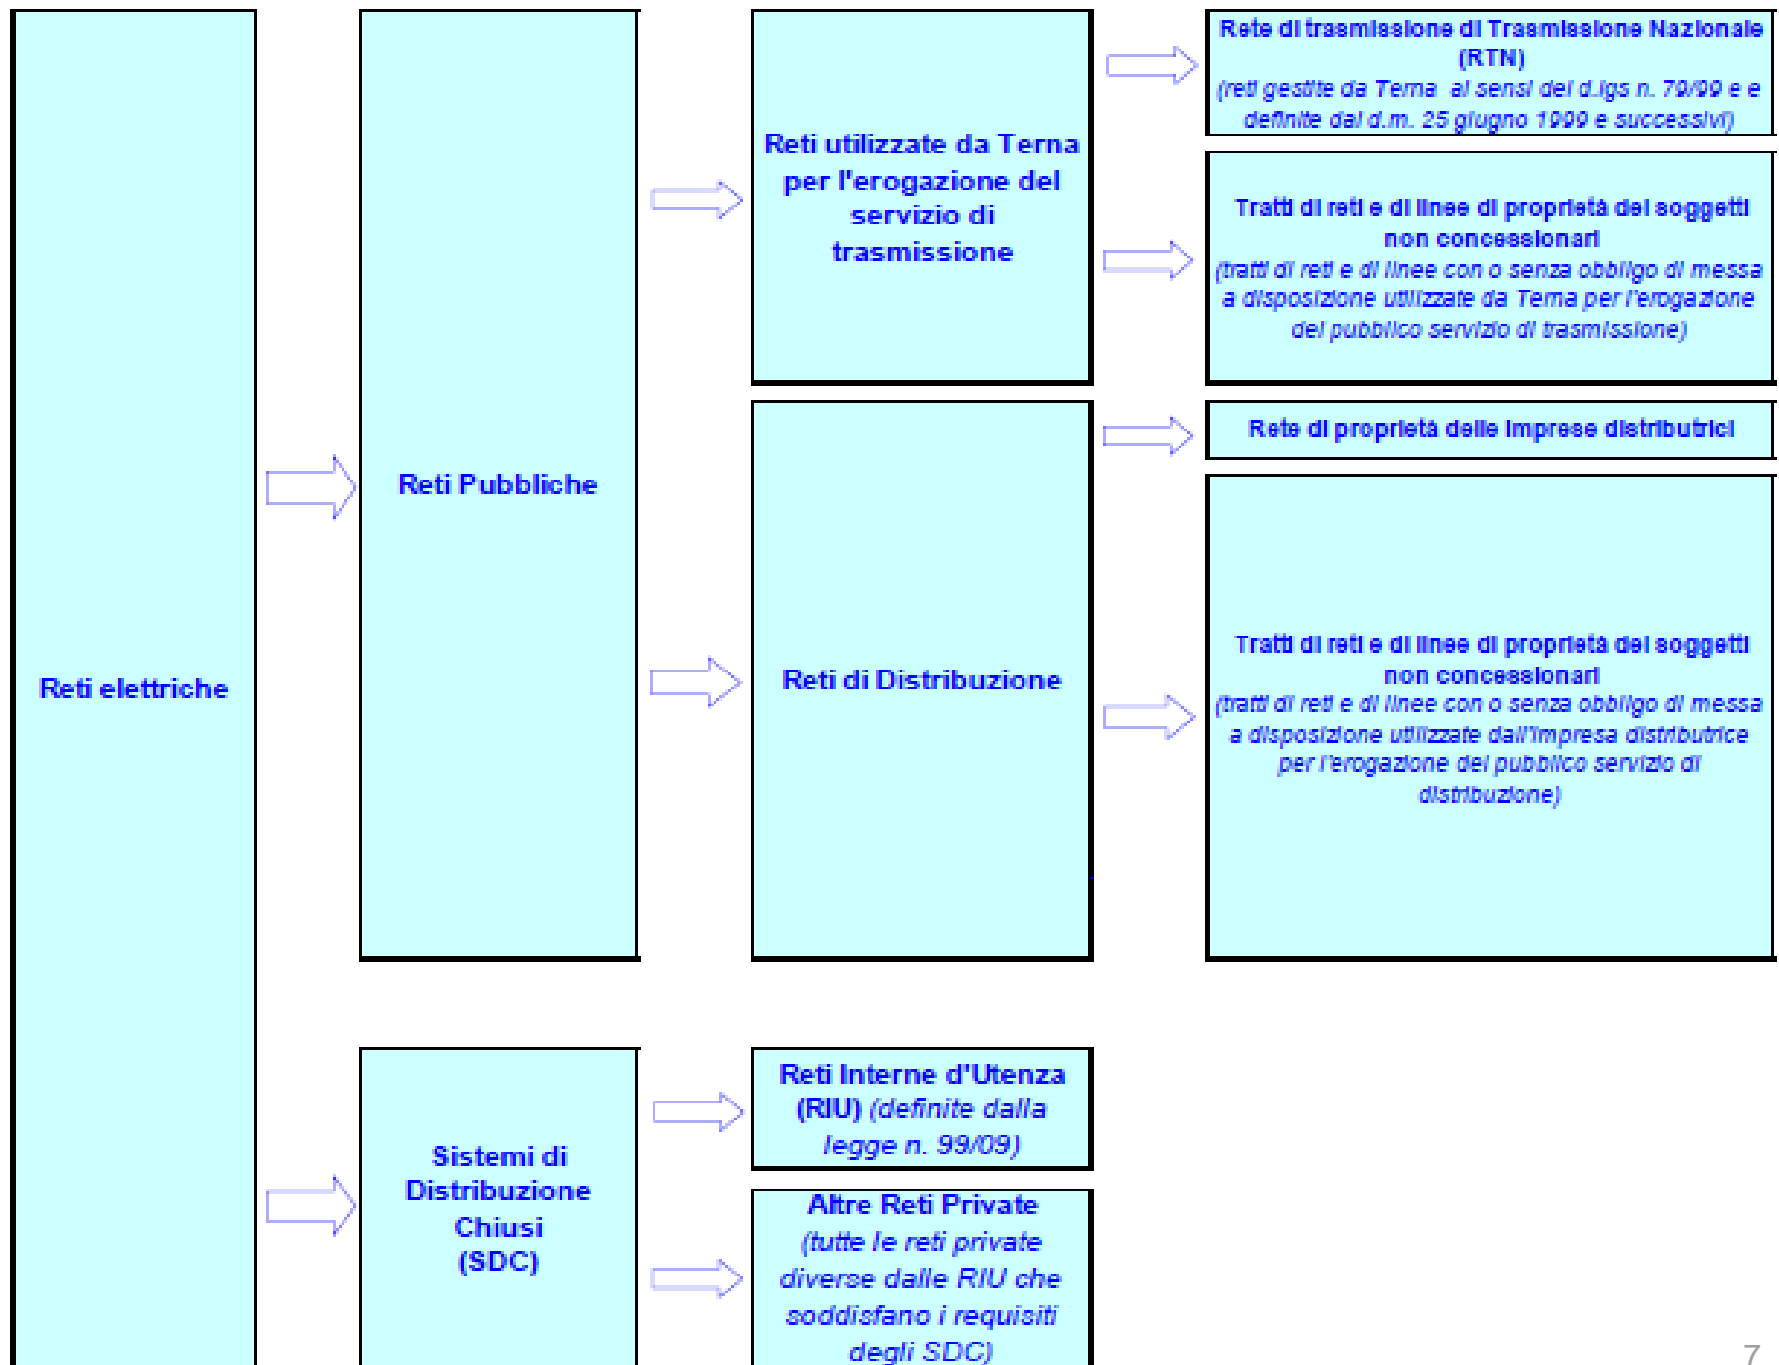 Reti elettriche
Reti Pubbliche
Reti utilizzate da Terna
per l'erogazione del
servizio di
trasmissione
Rete di trasmissione di Trasmissione Nazionale
(RTN)
(reti gestite da Terna ai sensi del d.lgs n. 79/99 e e
definite dal d.m. 25 giugno 1999 e successivi)
Tratti di reti e di linee di proprietà dei soggetti
non concessionari
(tratti di reti e di linee con o senza obbligo di messa
a disposizione utilizzate da Terna per l'erogazione
del pubblico servizio di trasmissione)
Reti di Distribuzione
Rete di proprietà delle imprese distributrici
Tratti di reti e di linee di proprietà dei soggetti
non concessionari
(tratti di reti e di linee con o senza obbligo di messa
a disposizione utilizzate dall'impresa distributrice
per l'erogazione del pubblico servizio di
distribuzione)
Sistemi di
Distribuzione
Chiusi
(SDC)
Reti Interne d'Utenza
(RIU) (definite dalla
legge n. 99/09)
Altre Reti Private
(tutte le reti private
diverse dalle RIU che
soddisfano i requisiti
degli SDC)
7